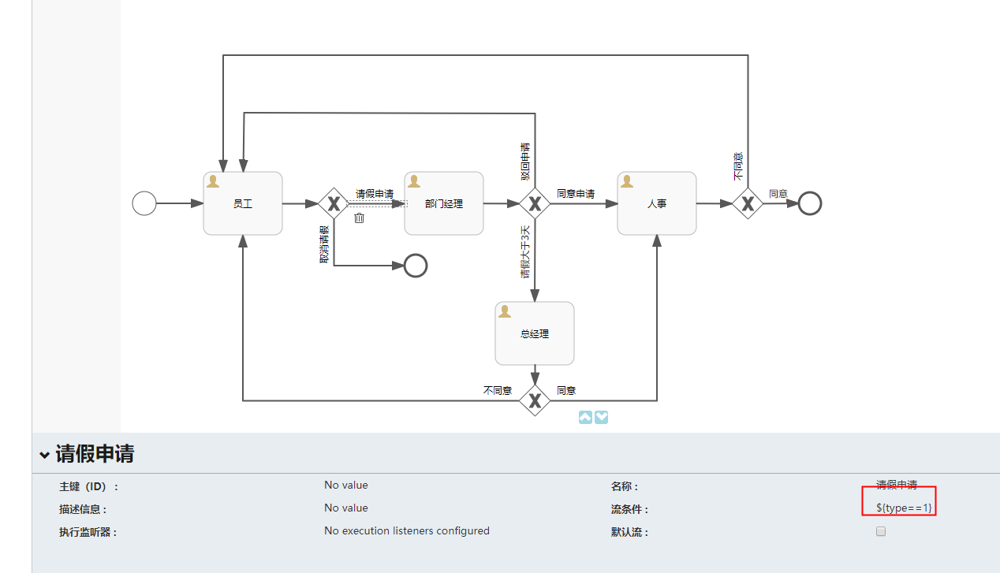 驳回申请
不同意
请假申请
同意申请
同意
员工
部门经理
人事
取消请假
请假大于3天
总经理
不同意
同意
请假申请
主键（ID）：
No value
名称：
请假申请
描述信息：
No value
流条件：
${type==1}
执行监听器：
No execution listeners configured
默认流：